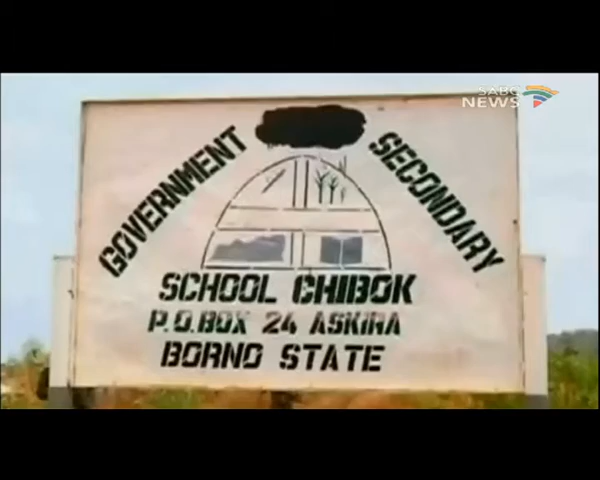 SABC
NEWS
GOVERNMENT SECONDARY
SCHOOL CHIBOK
P.O.BOX 24 ASKIRA
BORNO STATE